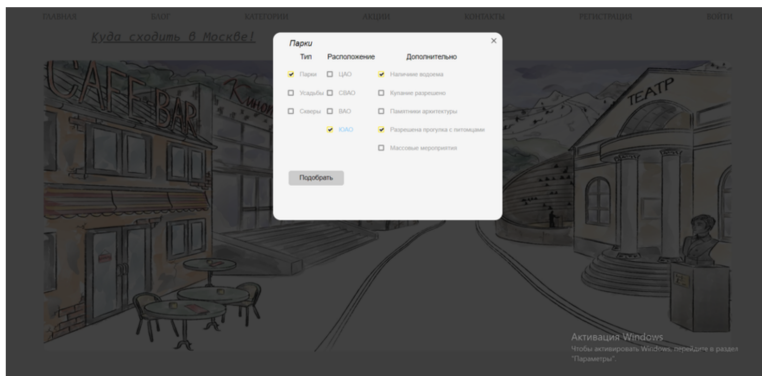 ГЛАВНАЯ
БЛОГ
КАТЕГОРИИ
АКЦИИ
КОНТАКТЫ
РЕГИСТРАЦИЯ
ВОЙТИ
Куда сходить в Москве!
Парки
Тип Расположение Дополнительно
Парки ЦАО Наличие водоема
Усадьбы СВАО Купание разрешено
Скверы ВАО Памятники архитектуры
ЮАО Разрешена прогулка с питомцами
Массовые мероприятия
Подобрать
CAFE-BAR
ТЕАТР
Активация Windows
Чтобы активировать Windows, перейдите в раздел
"Параметры".